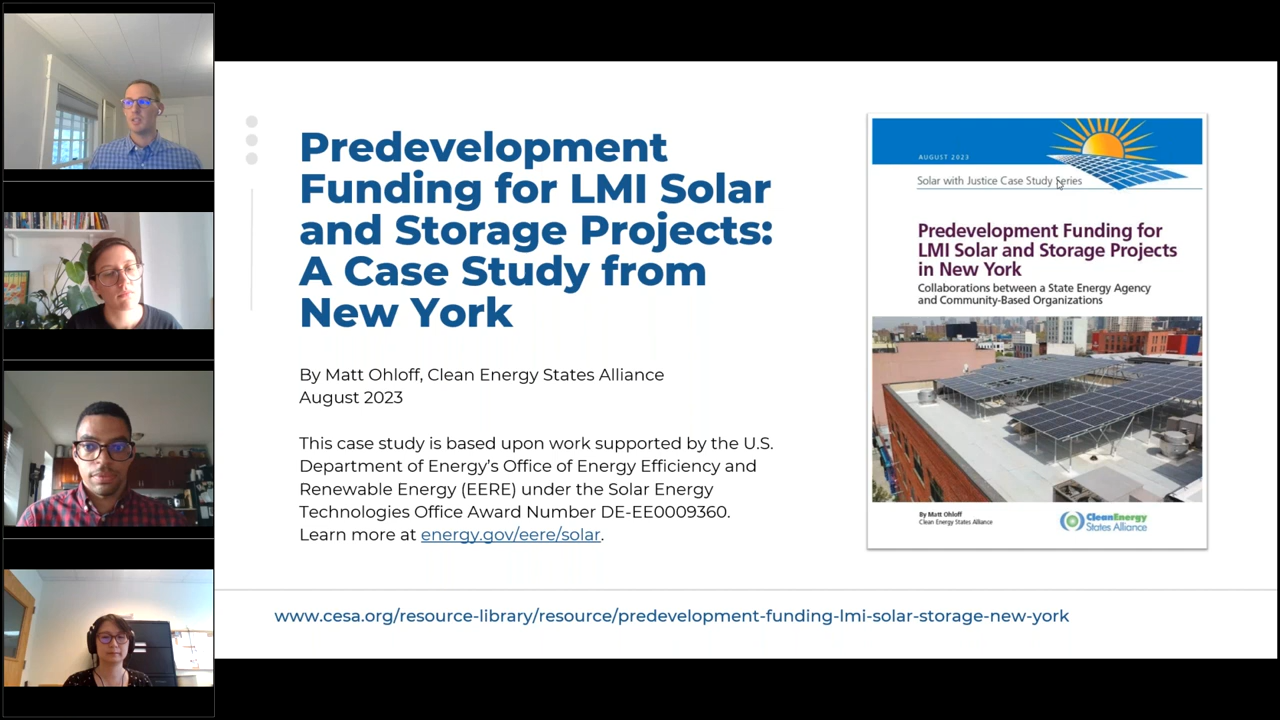 Predevelopment
Funding for LMI Solar
and Storage Projects:
A Case Study from
New York
By Matt Ohloff, Clean Energy States Alliance
August 2023
This case study is based upon work supported by the U.S.
Department of Energy's Office of Energy Efficiency and
Renewable Energy (EERE) under the Solar Energy
Technologies Office Award Number DE-EE0009360.
Learn more at energy.gov/eere/solar.
AUGUST 2023
Solar with Justice Case Study Series
Predevelopment Funding for
LMI Solar and Storage Projects
in New York
Collaborations between a State Energy Agency
and Community-Based Organizations
By Matt Ohloff
Clean Energy States Alliance
CleanEnergy
States Alliance
www.cesa.org/resource-library/resource/predevelopment-funding-lmi-solar-storage-new-york